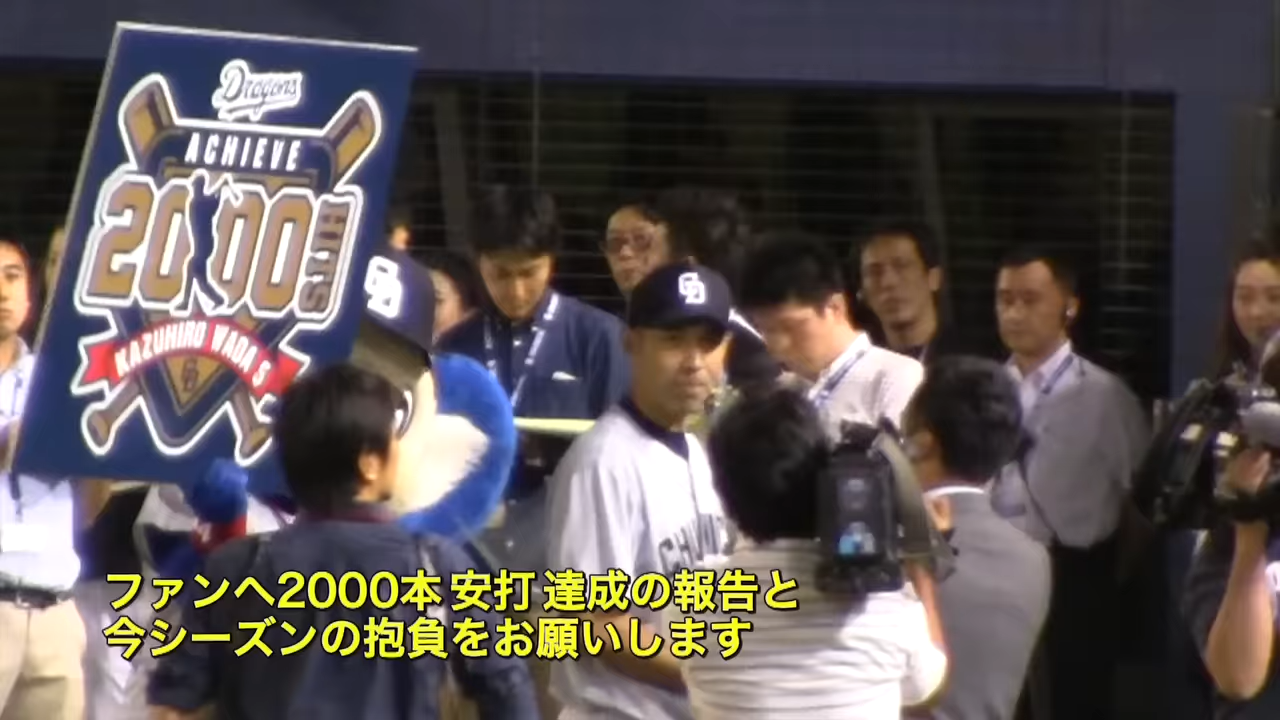 Dragons
ACHIEVE
2000
HITS
KAZUHIRO WADA'S
CD
CD
CD
CHUNI
ファンへ2000本 安打 達成の報告と
今シーズンの抱負をお願いします